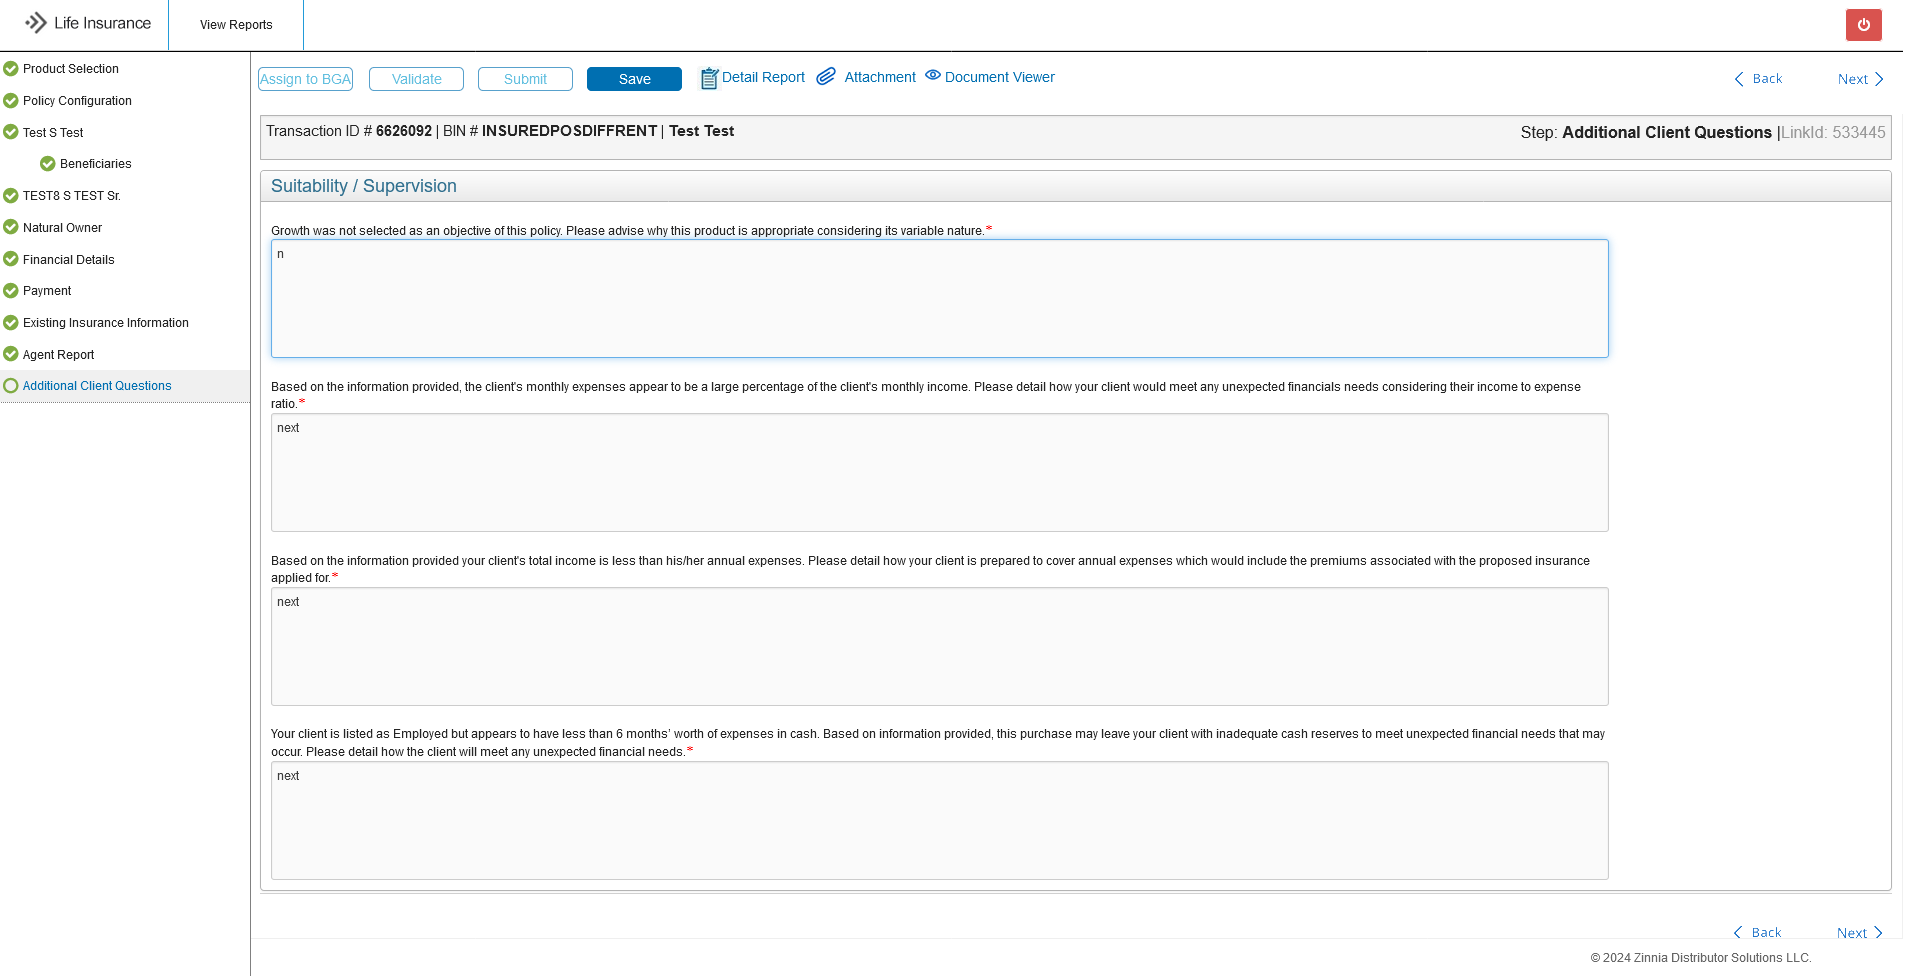 Life Insurance
View Reports
Product Selection
Policy Configuration
Test S Test
Beneficiaries
TEST8 S TEST Sr.
Natural Owner
Financial Details
Payment
Existing Insurance Information
Agent Report
Additional Client Questions
Assign to BGA Validate Submit Save Detail Report Attachment Document Viewer Back Next
Transaction ID # 6626092 | BIN # INSUREDPOSDIFFRENT | Test Test
Step: Additional Client Questions |LinkId: 533445
Suitability / Supervision
Growth was not selected as an objective of this policy. Please advise why this product is appropriate considering its variable nature.*
n
Based on the information provided, the client's monthly expenses appear to be a large percentage of the client's monthly income. Please detail how your client would meet any unexpected financials needs considering their income to expense
ratio.*
next
Based on the information provided your client's total income is less than his/her annual expenses. Please detail how your client is prepared to cover annual expenses which would include the premiums associated with the proposed insurance
applied for.*
next
Your client is listed as Employed but appears to have less than 6 months’ worth of expenses in cash. Based on information provided, this purchase may leave your client with inadequate cash reserves to meet unexpected financial needs that may
occur. Please detail how the client will meet any unexpected financial needs.*
next
Back Next
© 2024 Zinnia Distributor Solutions LLC.